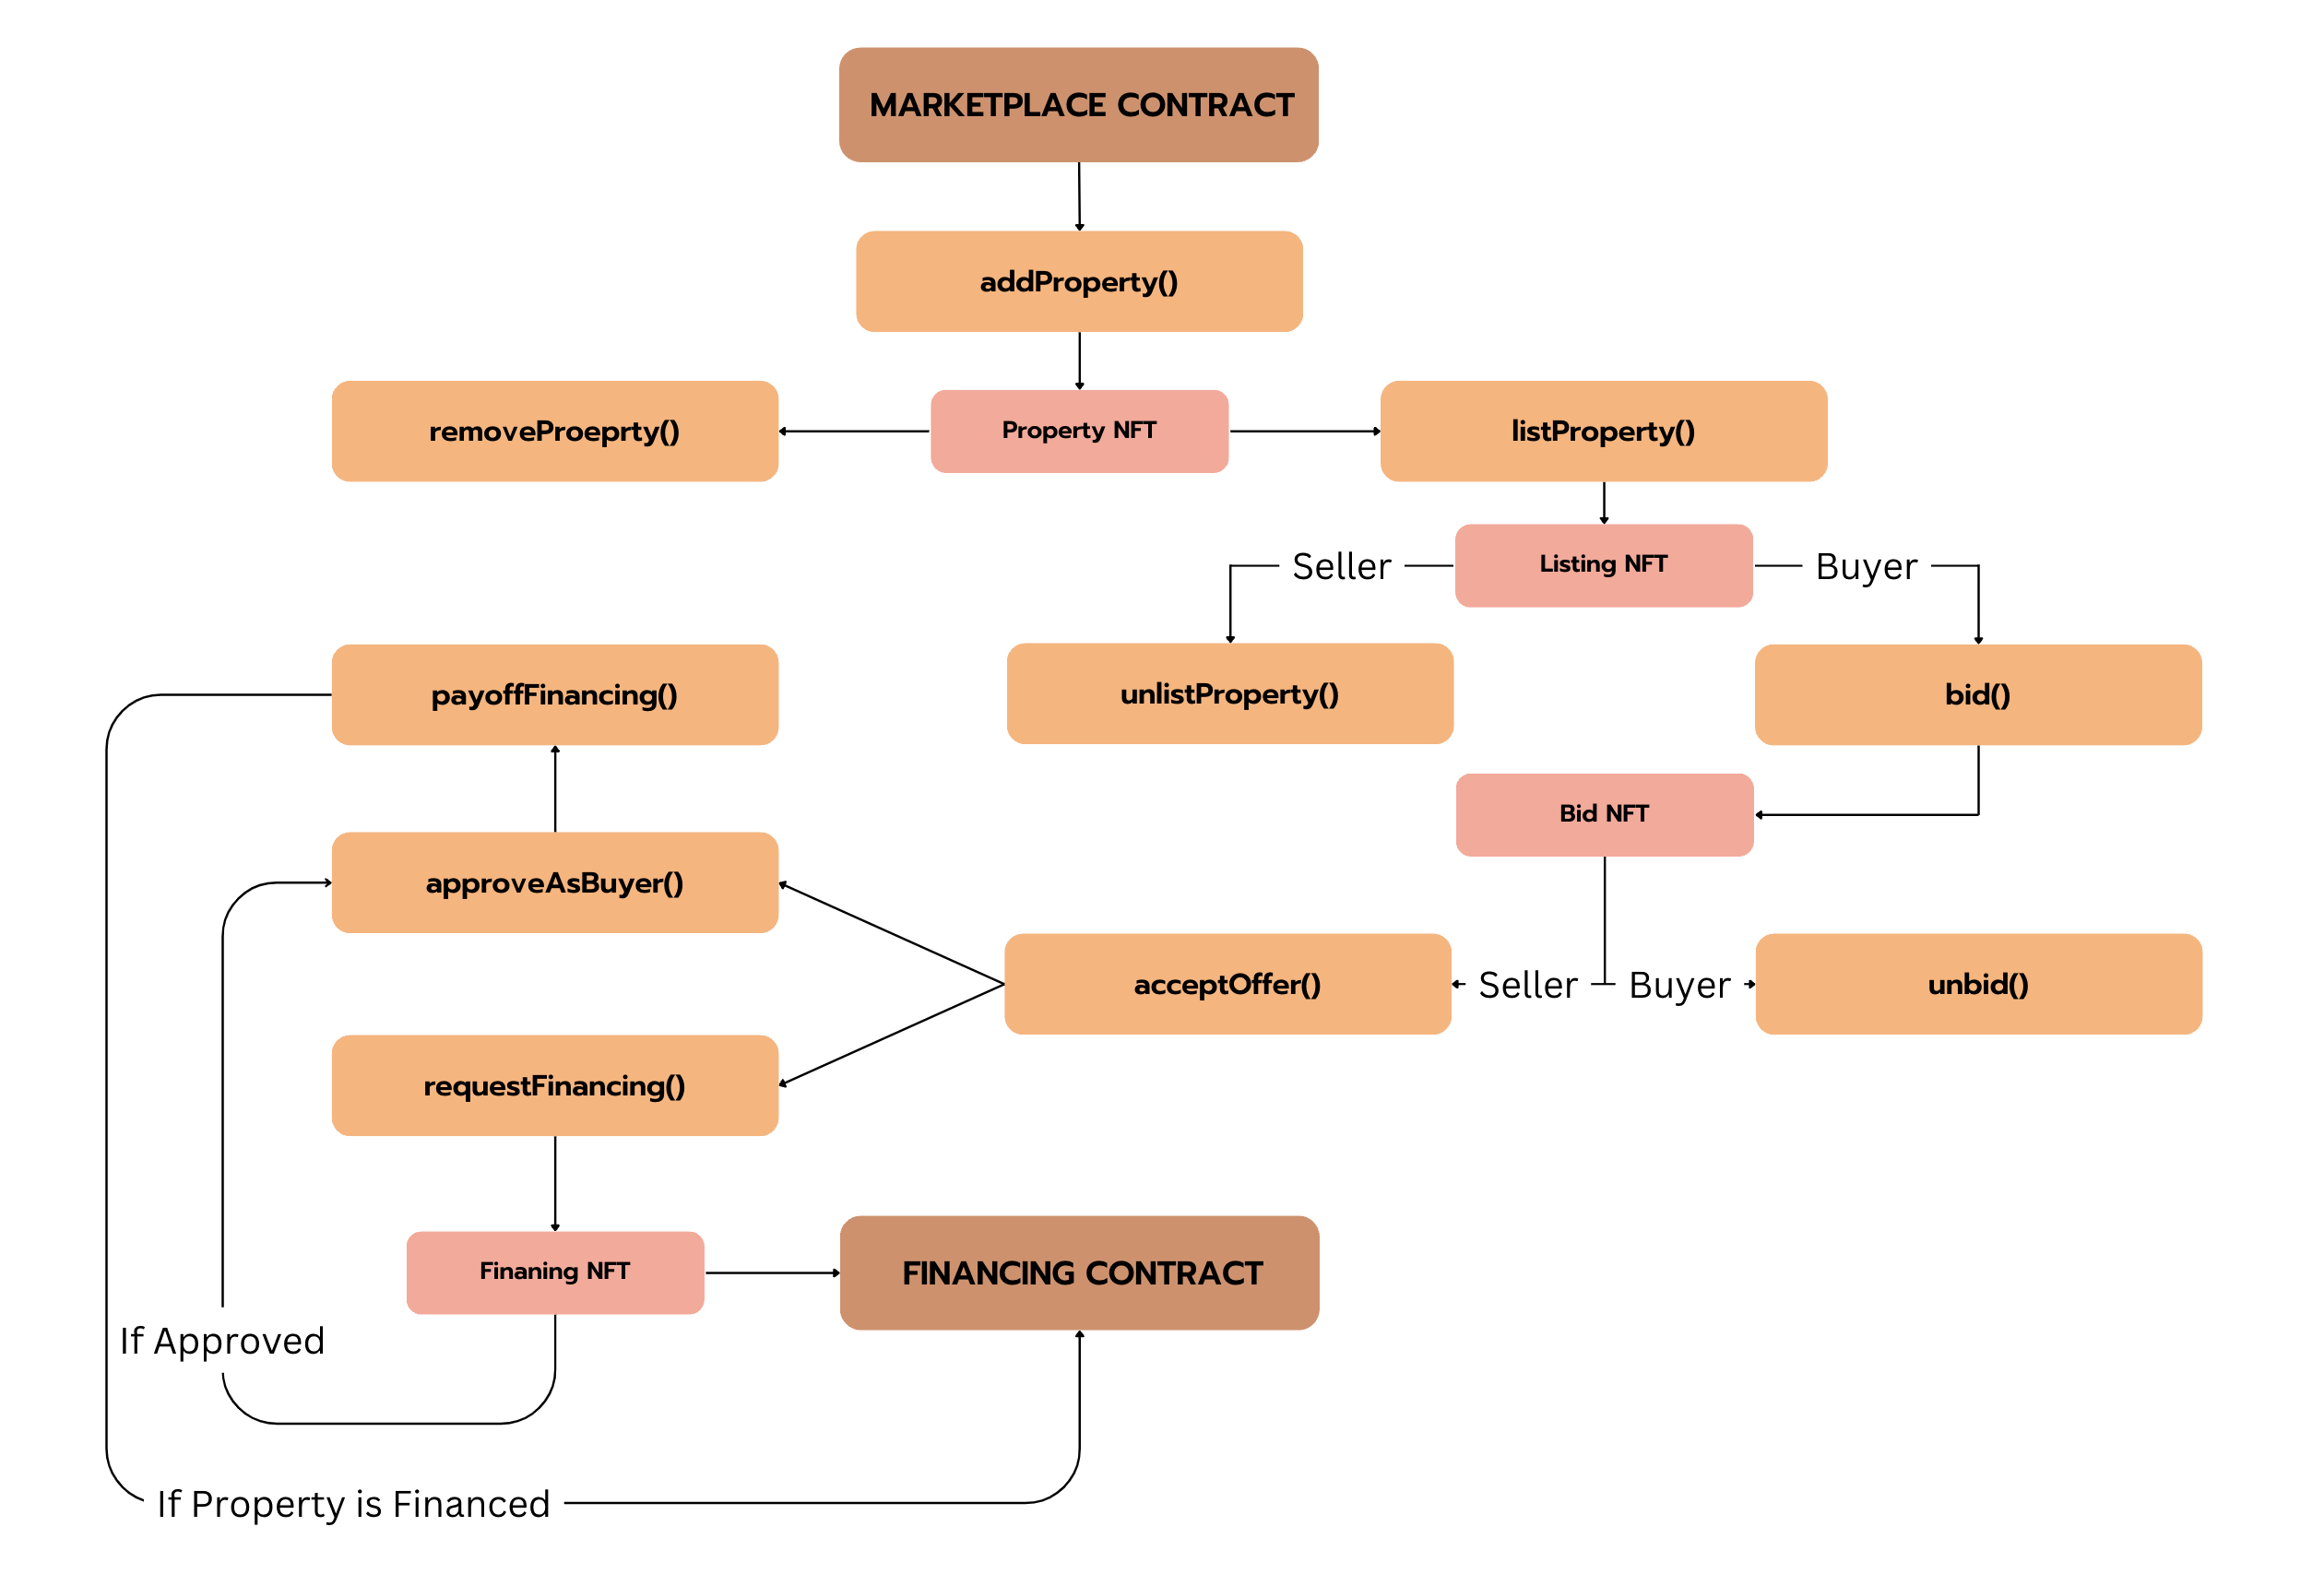 MARKETPLACE CONTRACT
addProperty()
removeProeprty()
Property NFT
listProperty()
Seller
Listing NFT
Buyer
payoffFinancing()
unlistProperty()
bid()
Bid NFT
approveAsBuyer()
acceptOffer()
Seller
Buyer
unbid()
requestFinancing()
Finaning NFT
FINANCING CONTRACT
If Approved
If Property is Financed